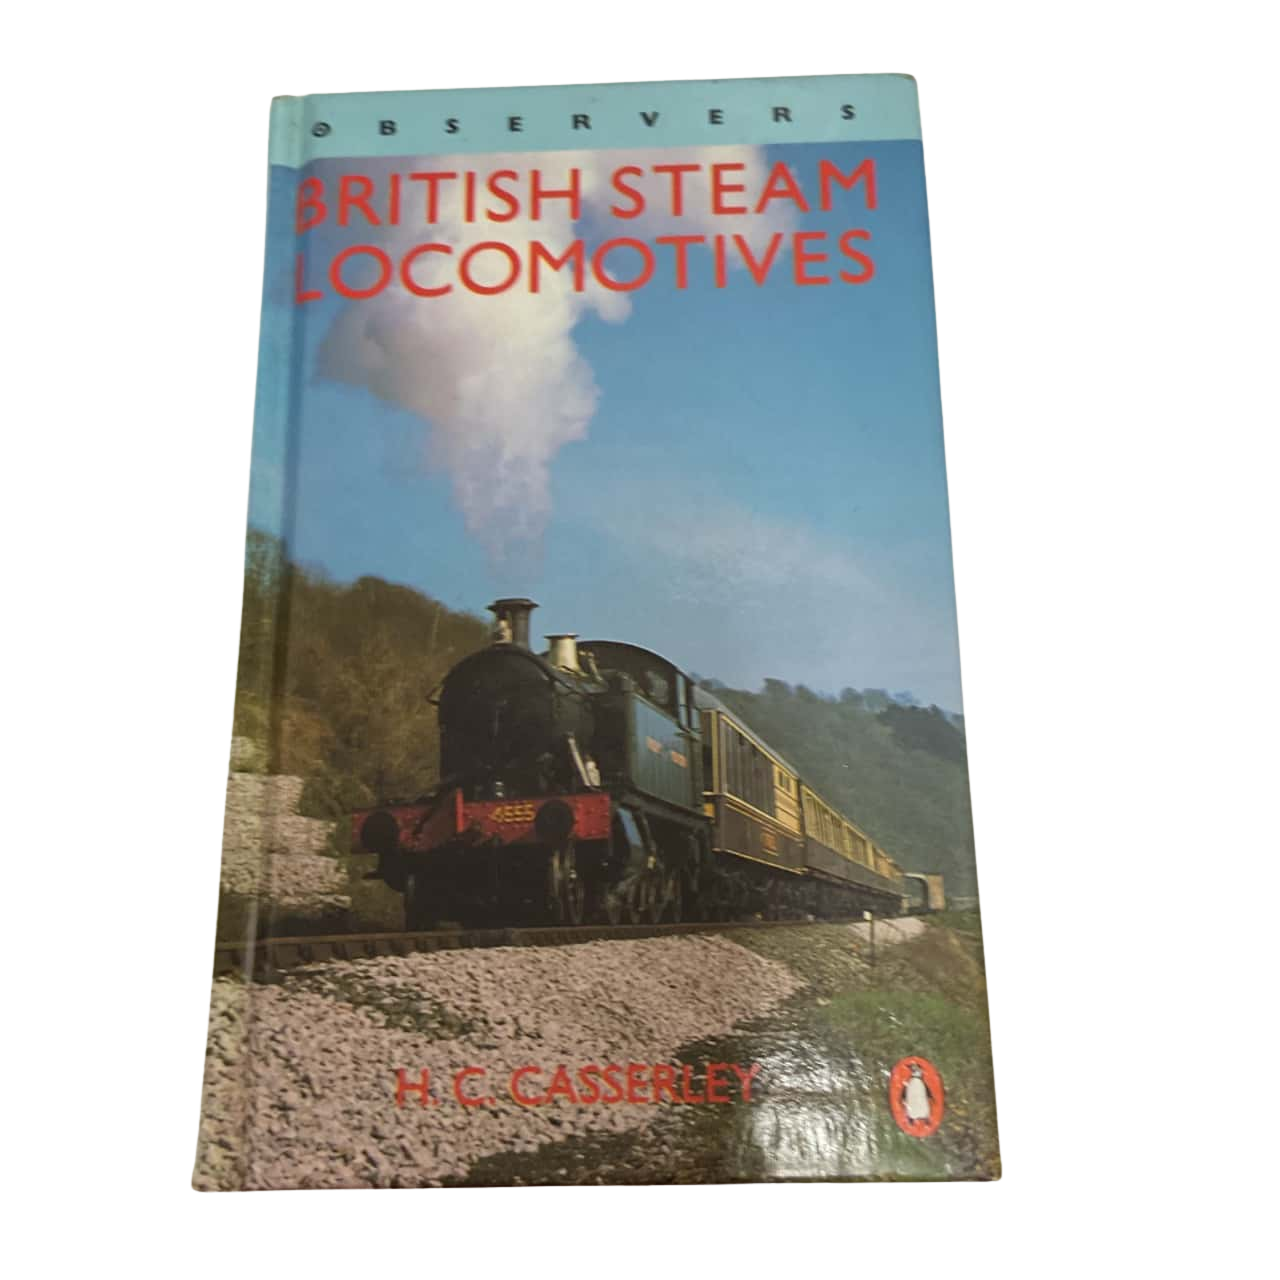 OBSERVERS
BRITISH STEAM
LOCOMOTIVES
4555
H. C. CASSERLEY